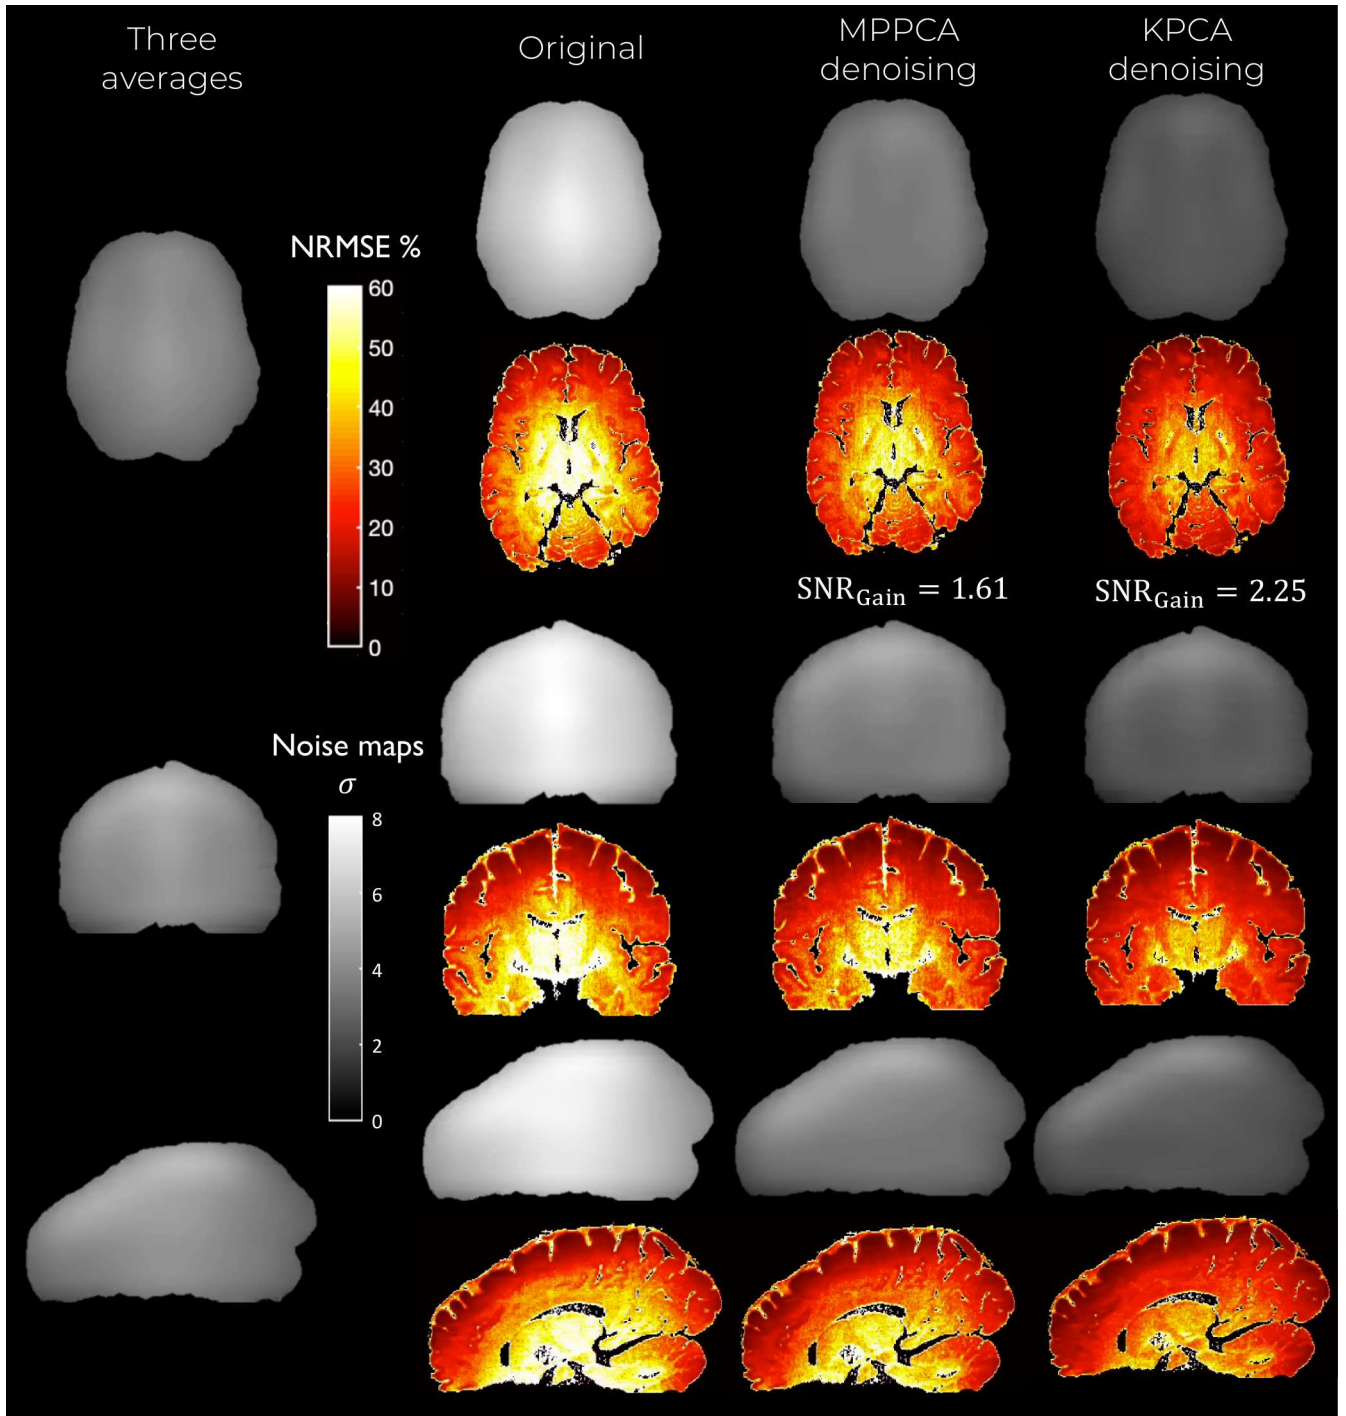 Three
averages
Original
MPPCA
denoising
KPCA
denoising
NRMSE %
60
50
40
30
20
10
0
SNR_Gain = 1.61
SNR_Gain = 2.25
Noise maps
σ
8
6
4
2
0